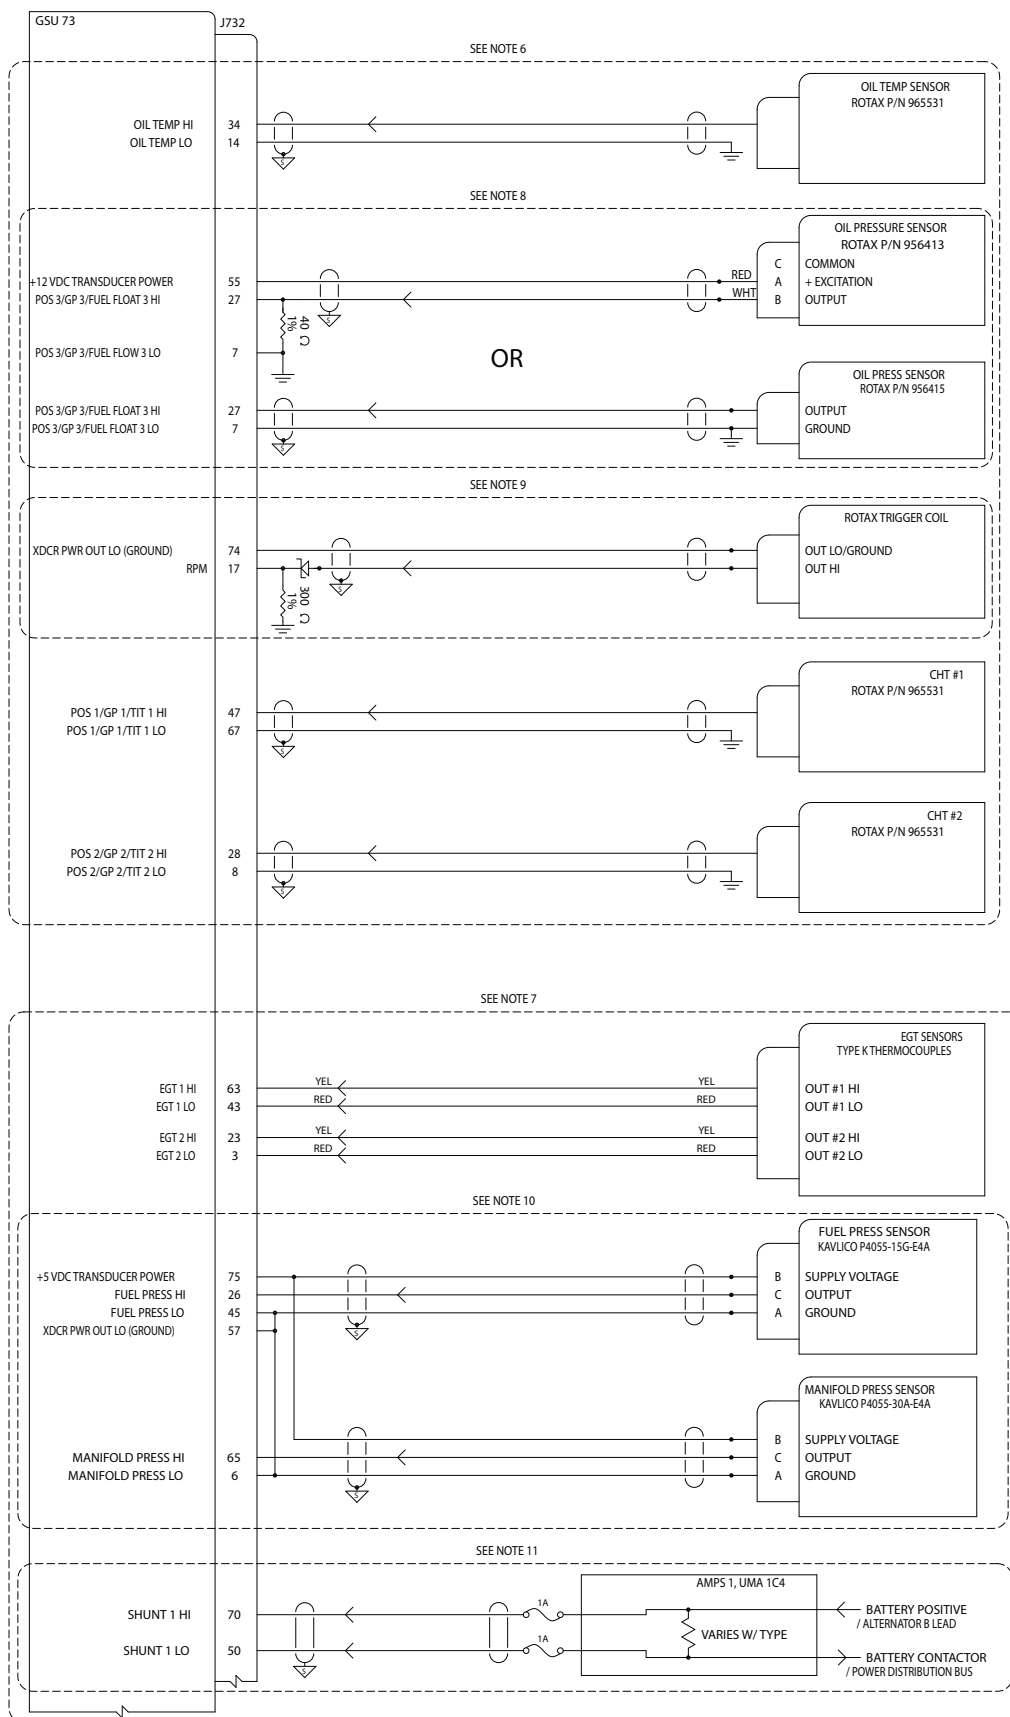 GSU 73
J732
SEE NOTE 6
OIL TEMP SENSOR
ROTAX P/N 965531
OIL TEMP HI 34
OIL TEMP LO 14
S
SEE NOTE 8
OIL PRESSURE SENSOR
ROTAX P/N 956413
C COMMON
+12 VDC TRANSDUCER POWER 55 RED A + EXCITATION
POS 3/GP 3/FUEL FLOAT 3 HI 27 WHT B OUTPUT
S
40 Ω
1%
POS 3/GP 3/FUEL FLOW 3 LO 7
OR
OIL PRESS SENSOR
ROTAX P/N 956415
POS 3/GP 3/FUEL FLOAT 3 HI 27 OUTPUT
POS 3/GP 3/FUEL FLOAT 3 LO 7 GROUND
S
SEE NOTE 9
ROTAX TRIGGER COIL
XDCR PWR OUT LO (GROUND) 74 OUT LO/GROUND
RPM 17 OUT HI
S
300 Ω
1%
CHT #1
ROTAX P/N 965531
POS 1/GP 1/TIT 1 HI 47
POS 1/GP 1/TIT 1 LO 67
S
CHT #2
ROTAX P/N 965531
POS 2/GP 2/TIT 2 HI 28
POS 2/GP 2/TIT 2 LO 8
S
SEE NOTE 7
EGT SENSORS
TYPE K THERMOCOUPLES
EGT 1 HI 63 YEL YEL OUT #1 HI
EGT 1 LO 43 RED RED OUT #1 LO
EGT 2 HI 23 YEL YEL OUT #2 HI
EGT 2 LO 3 RED RED OUT #2 LO
SEE NOTE 10
FUEL PRESS SENSOR
KAVLICO P4055-15G-E4A
+5 VDC TRANSDUCER POWER 75 B SUPPLY VOLTAGE
FUEL PRESS HI 26 C OUTPUT
FUEL PRESS LO 45 A GROUND
XDCR PWR OUT LO (GROUND) 57
S
MANIFOLD PRESS SENSOR
KAVLICO P4055-30A-E4A
B SUPPLY VOLTAGE
MANIFOLD PRESS HI 65 C OUTPUT
MANIFOLD PRESS LO 6 A GROUND
S
SEE NOTE 11
AMPS 1, UMA 1C4
SHUNT 1 HI 70 1A BATTERY POSITIVE
/ ALTERNATOR B LEAD
VARIES W/ TYPE
SHUNT 1 LO 50 1A BATTERY CONTACTOR
/ POWER DISTRIBUTION BUS
S